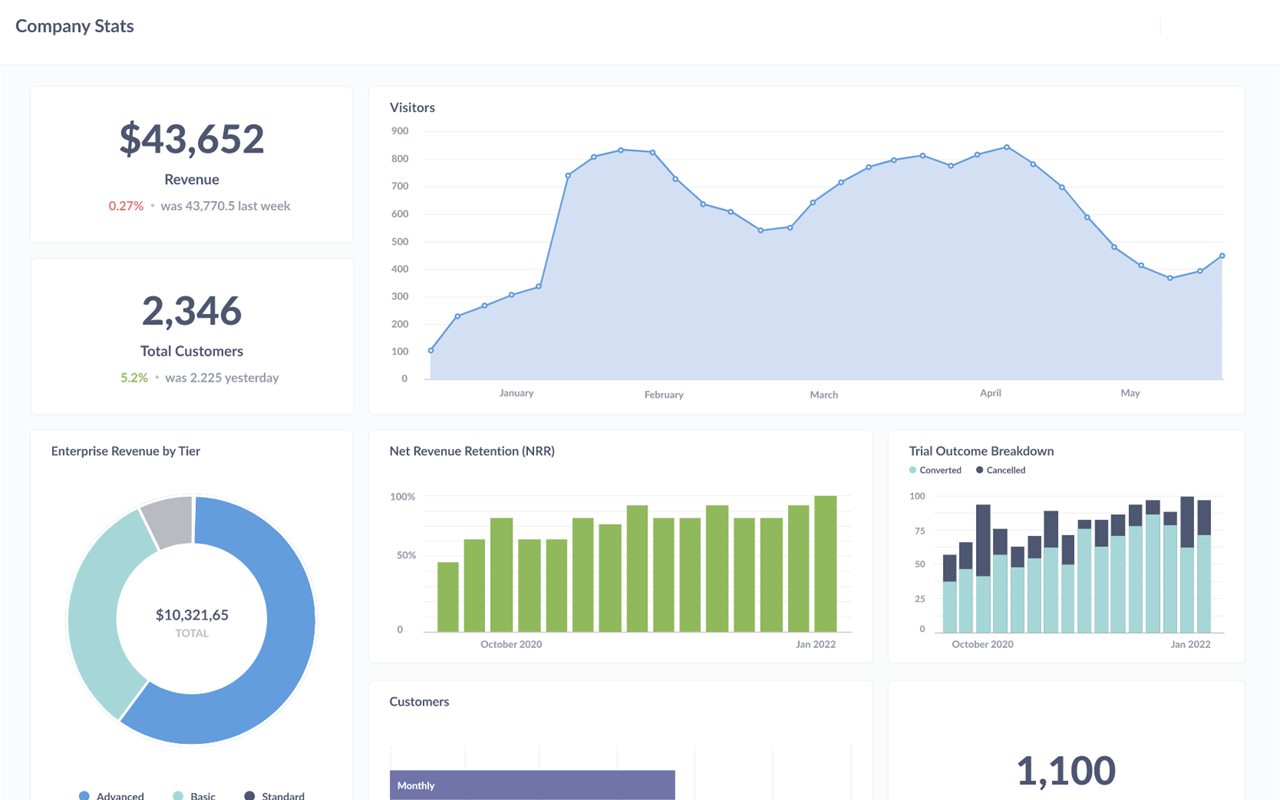 Company Stats
$43,652
Revenue
0.27% • was 43,770.5 last week
2,346
Total Customers
5.2% • was 2.225 yesterday
Visitors
900
800
700
600
500
400
300
200
100
0
January February March April May
Enterprise Revenue by Tier
$10,321,65
TOTAL
Advanced Basic Standard
Net Revenue Retention (NRR)
100%
50%
0
October 2020 Jan 2022
Trial Outcome Breakdown
Converted Cancelled
100
75
50
25
0
October 2020 Jan 2022
Customers
Monthly
1,100